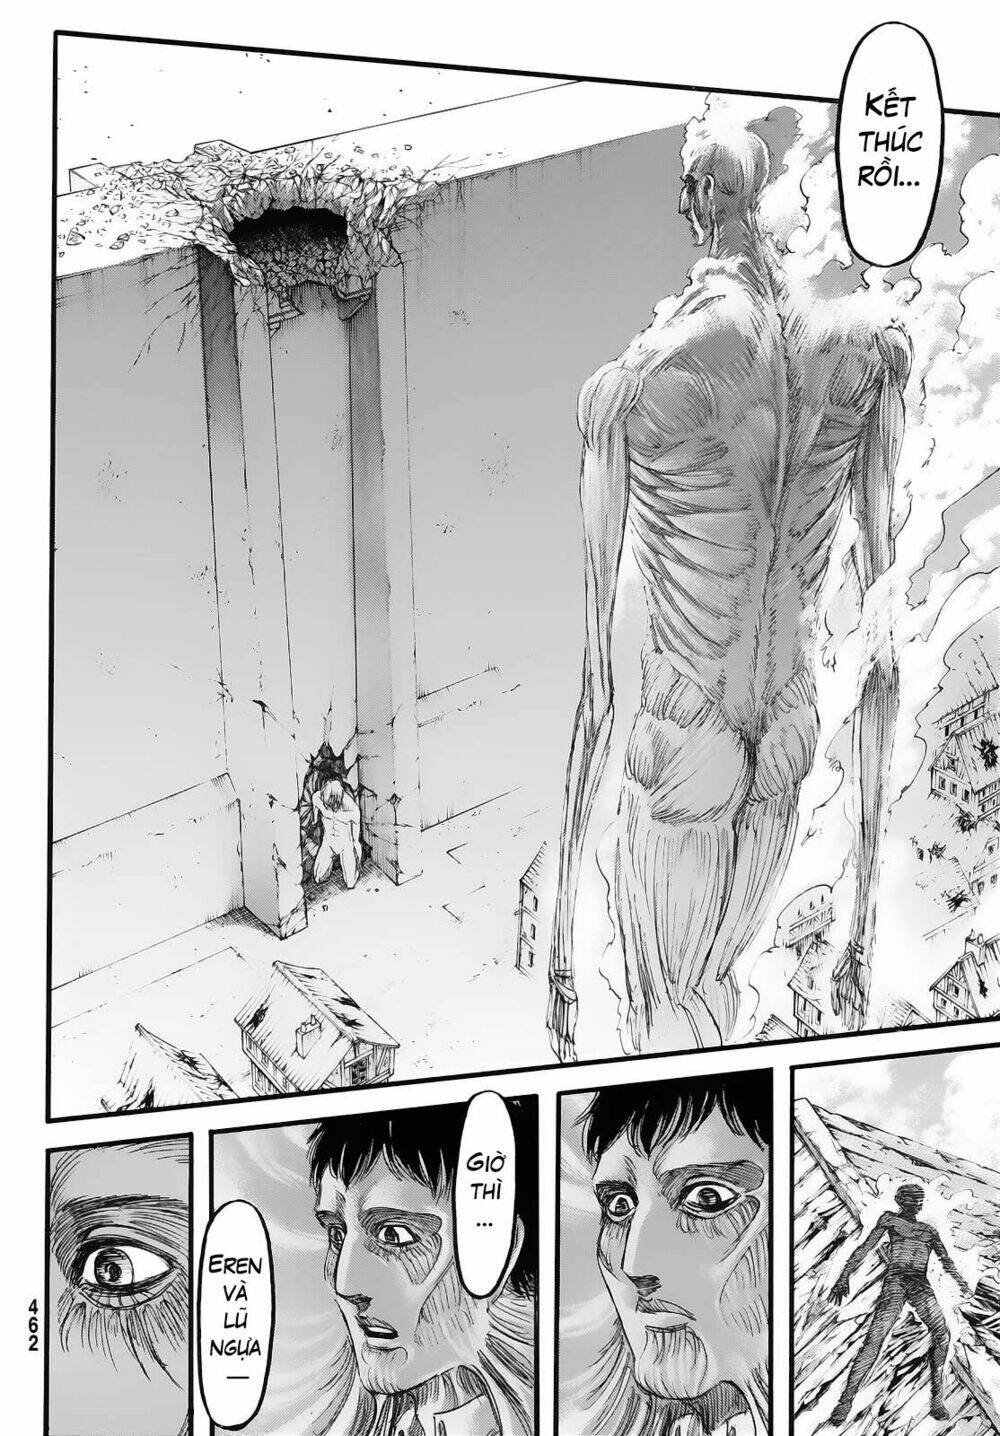 KẾT
THÚC
RỒI...
GIỜ
THÌ
...
EREN
VÀ
LŨ
NGỰA
—
462